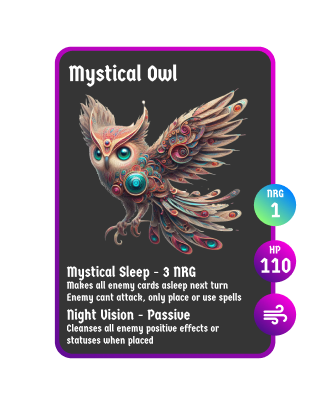 Mystical Owl
NRG
1
HP
110
Mystical Sleep - 3 NRG
Makes all enemy cards asleep next turn
Enemy cant attack, only place or use spells
Night Vision - Passive
Cleanses all enemy positive effects or
statuses when placed